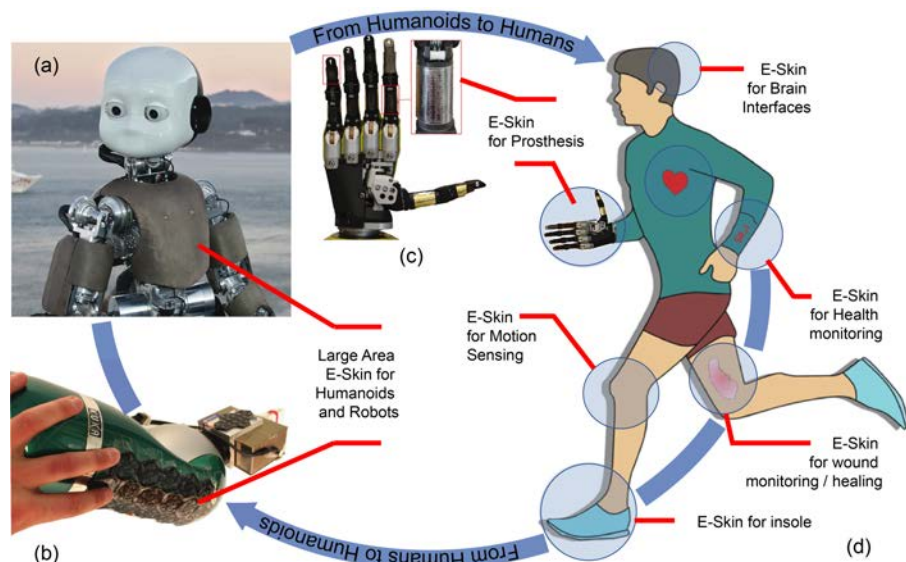 From Humanoids to Humans
(a)
E-Skin
for Brain
Interfaces
E-Skin
for Prosthesis
(c)
E-Skin
for Health
monitoring
E-Skin
for Motion
Sensing
Large Area
E-Skin for
Humanoids
and Robots
E-Skin
for wound
monitoring / healing
E-Skin for insole
From Humans to Humanoids
(b)
(d)